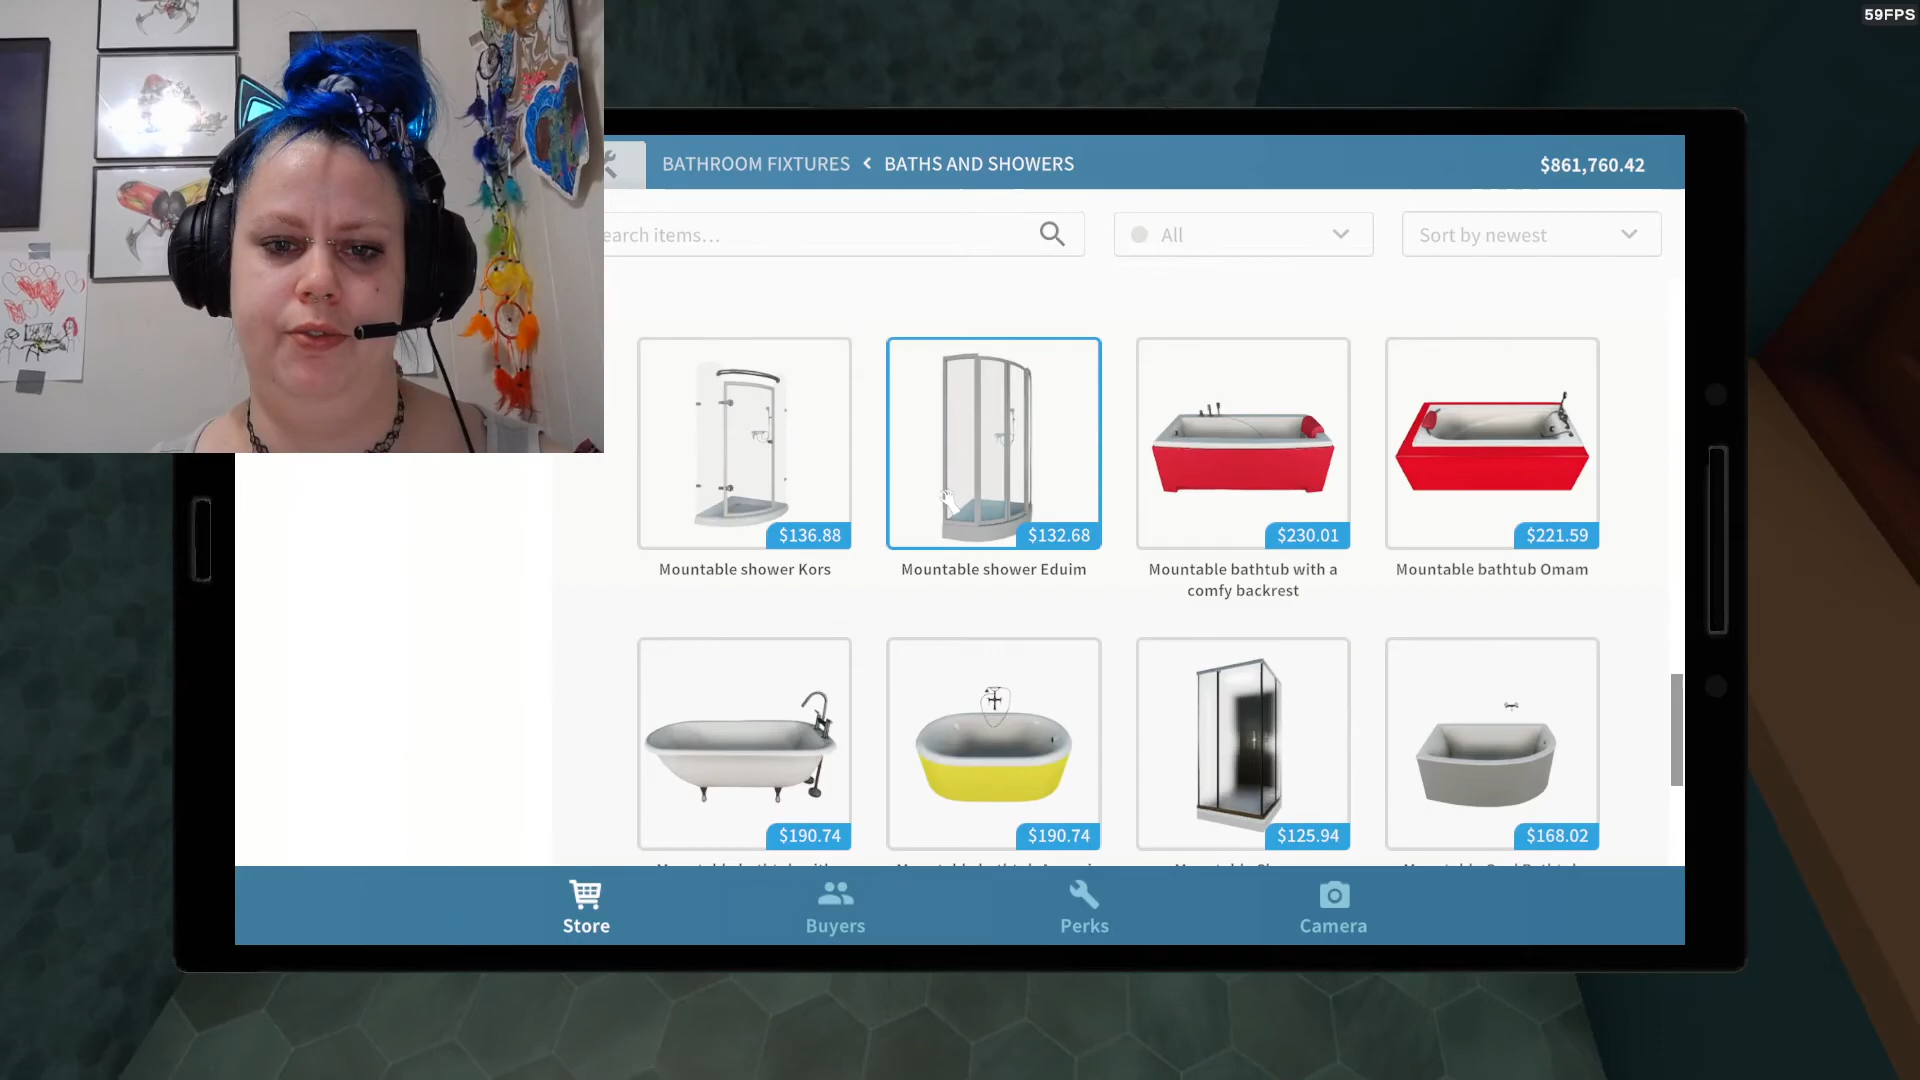 59FPS
BATHROOM FIXTURES < BATHS AND SHOWERS
$861,760.42
earch items...
All
Sort by newest
$136.88
$132.68
$230.01
$221.59
Mountable shower Kors
Mountable shower Eduim
Mountable bathtub with a
comfy backrest
Mountable bathtub Omam
$190.74
$190.74
$125.94
$168.02
Store
Buyers
Perks
Camera